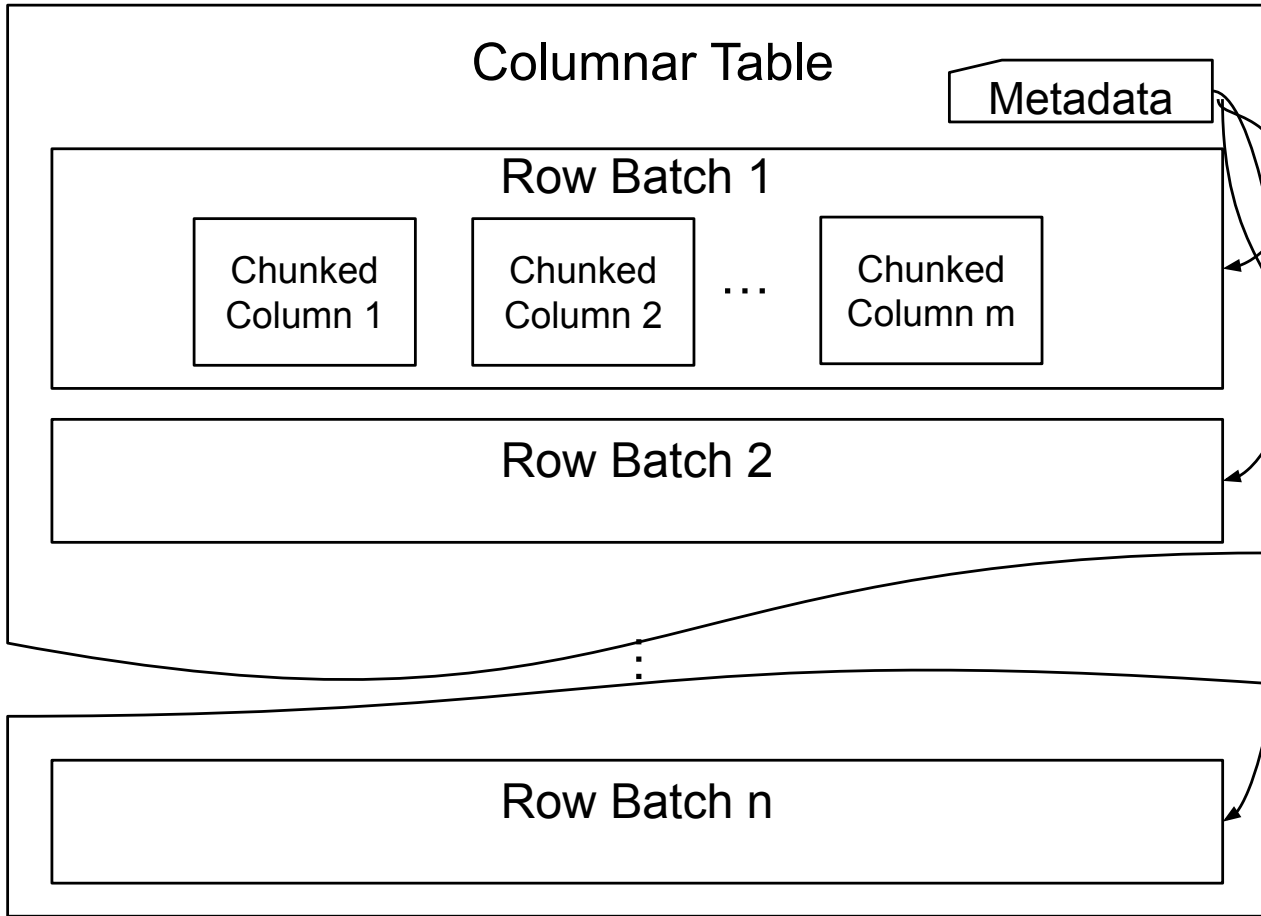 Columnar Table
Metadata
Row Batch 1
Chunked
Column 1
Chunked
Column 2
...
Chunked
Column m
Row Batch 2
⋮
Row Batch n